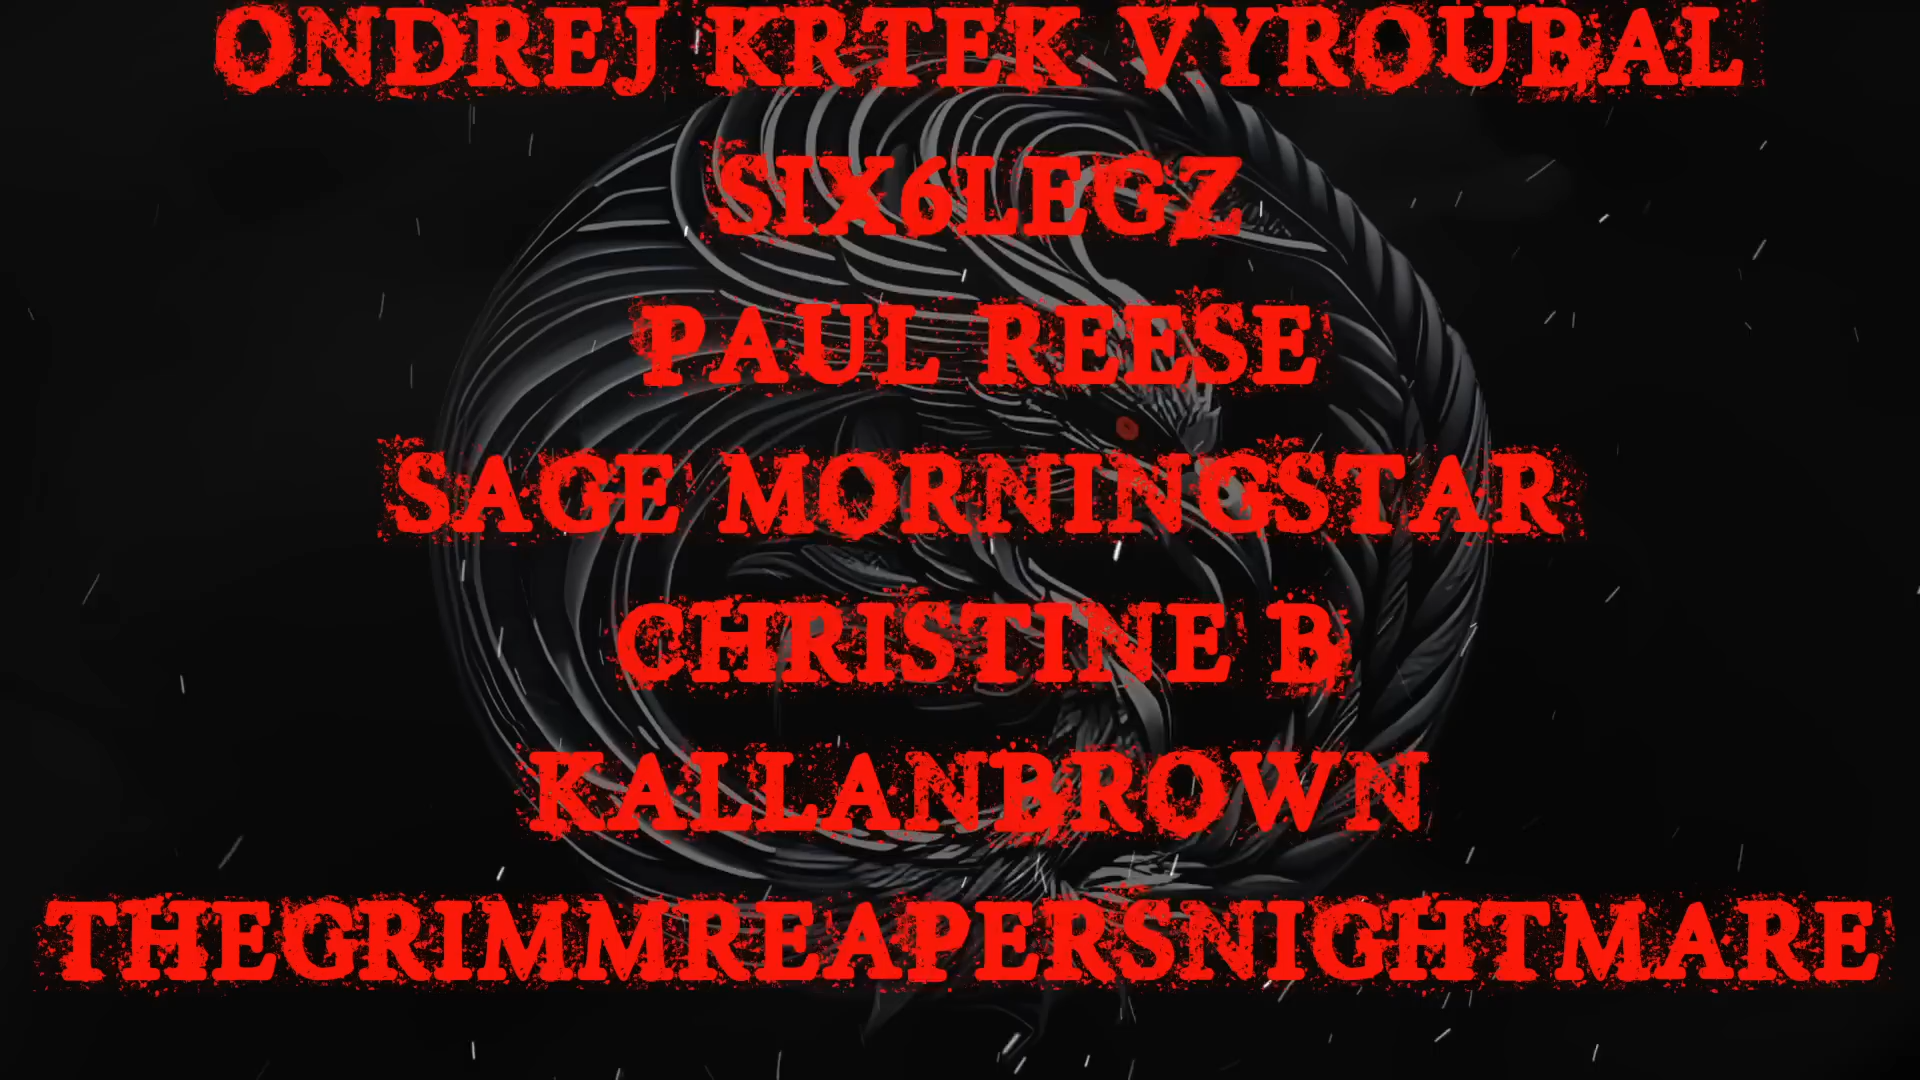 ONDREJ KRTEK VYROUBAL
SIX6LEGZ
PAUL REESE
SAGE MORNINGSTAR
CHRISTINE B
KALLANBROWN
THEGRIMMREAPERSNIGHTMARE